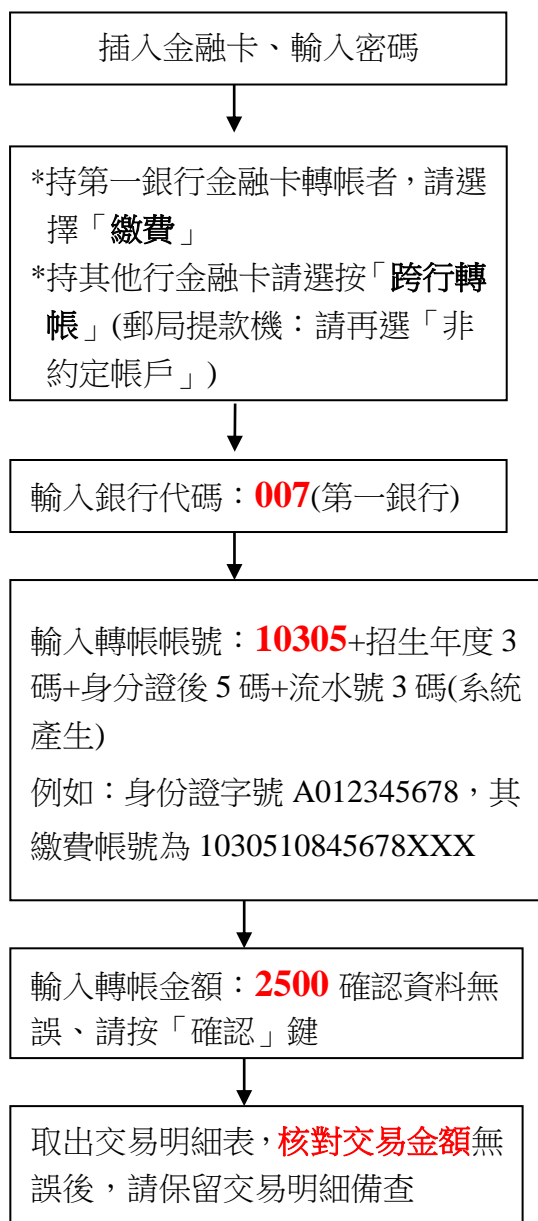 插入金融卡、輸入密碼
*持第一銀行金融卡轉帳者，請選
擇「繳費」
*持其他行金融卡請選按「跨行轉
帳」(郵局提款機：請再選「非
約定帳戶」)
輸入銀行代碼：007(第一銀行)
輸入轉帳帳號：10305+招生年度 3
碼+身分證後 5 碼+流水號 3 碼(系統
產生)
例如：身份證字號 A012345678，其
繳費帳號為 1030510845678XXX
輸入轉帳金額：2500 確認資料無
誤、請按「確認」鍵
取出交易明細表，核對交易金額無
誤後，請保留交易明細備查